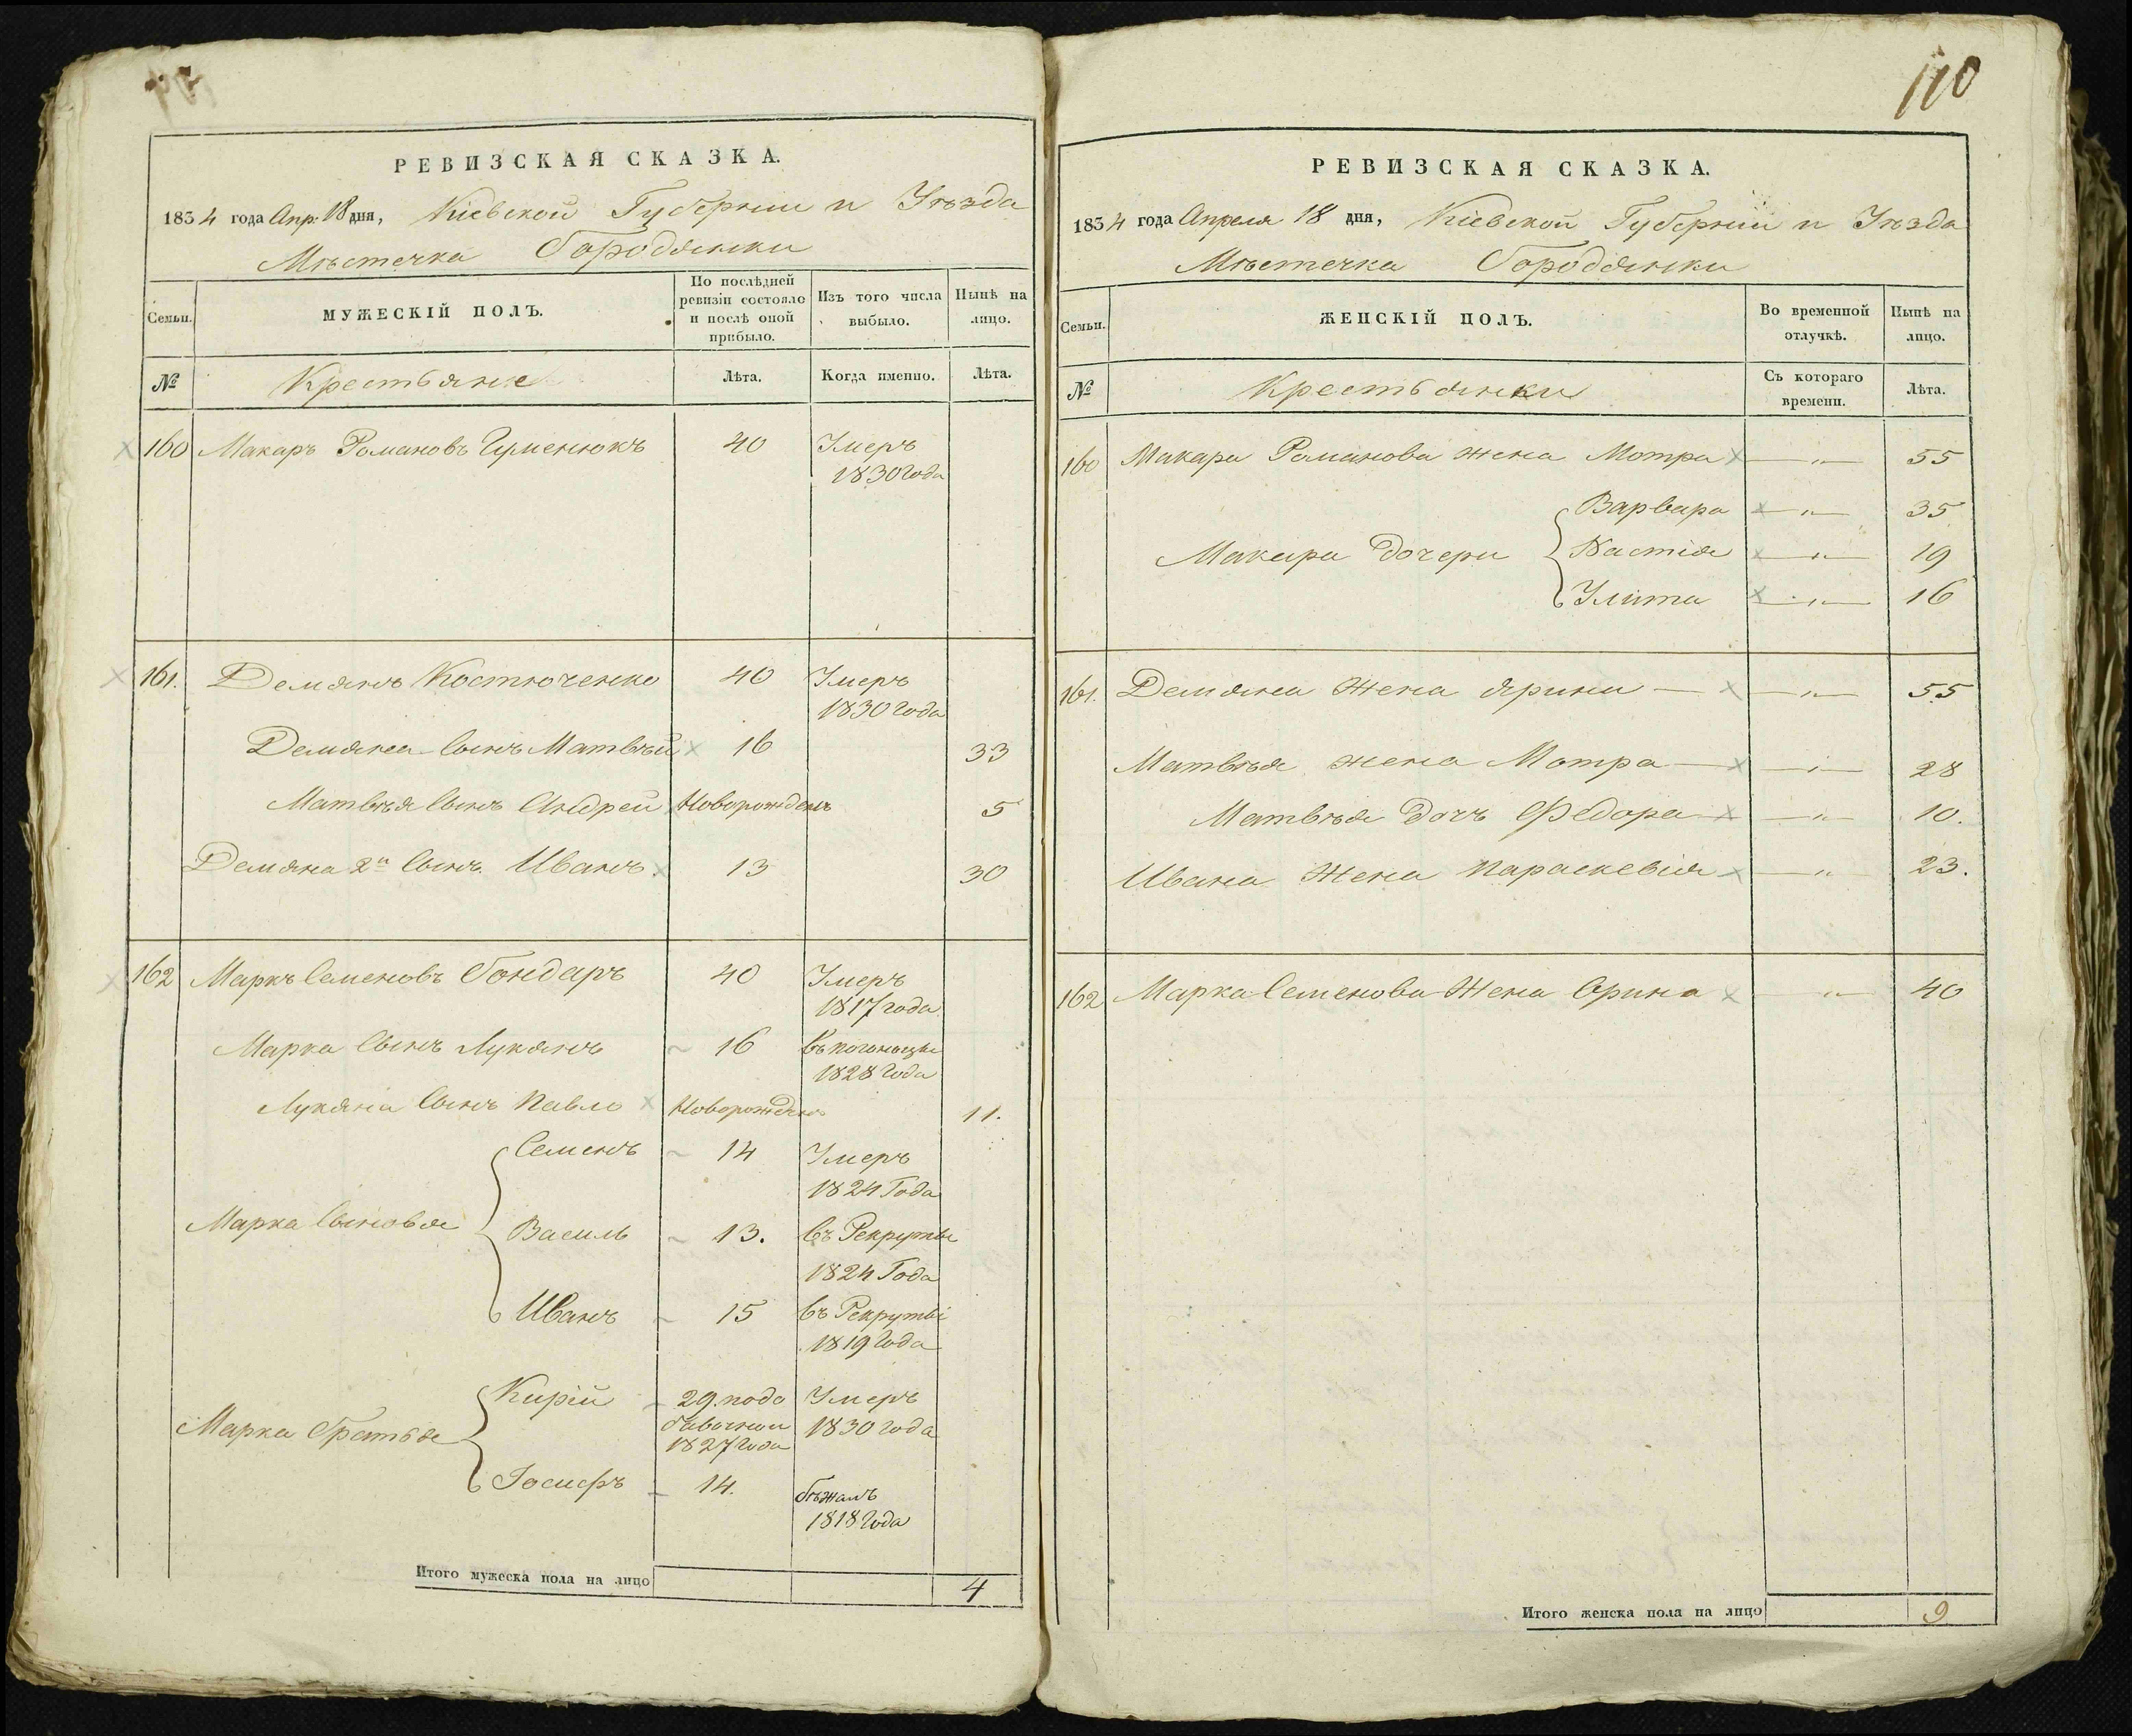 РЕВИЗСКАЯ СКАЗКА.
1834 года Апр: 18 дня, Кіевской Губерніи и Уѣзда
Мѣстечка Городянки
Семьи.
МУЖЕСКІЙ ПОЛЪ.
По послѣдней
ревизіи состояло
и послѣ оной
прибыло.
Изъ того числа
выбыло.
Нынѣ на
лицо.
№
Крестьяне
Лѣта.
Когда именно.
Лѣта.
160 Макаръ Романовъ Гуменюкъ 40 Умеръ
1830 года
161. Демянъ Костюченко 40 Умеръ
1830 года
Демяна Сынъ Матвѣй 16 33
Матвѣя Сынъ Андрей Новорожденъ 5
Демяна 2й Сынъ Иванъ 13 30
162 Маркъ Семеновъ Бондаръ 40 Умеръ
1817 года
Марка Сынъ Лукянъ 16
1828 года
Лукяна Сынъ Павло Новорожденъ 11.
Семенъ 14 Умеръ
1824 Года
Марка Сыновья Василь 13. въ Рекруты
1824 Года
Иванъ 15 въ Рекруты
1819 года
Кирій 29. подо Умеръ
Марка Братья 1830 года
1827 года
Іосифъ 14. бѣжалъ
1818 года
Итого мужеска пола на лицо 4
110
РЕВИЗСКАЯ СКАЗКА.
1834 года Апреля 18 дня, Кіевской Губерніи и Уѣзда
Мѣстечка Городянки
Семьи.
ЖЕНСКІЙ ПОЛЪ.
Во временной
отлучкѣ.
Нынѣ на
лицо.
№
Крестьянки
Съ котораго
времени.
Лѣта.
160 Макара Романова жена Мотра 55
Варвара 35
Макара дочери Настія 19
Улита 16
161. Демяна Жена Ярина 55
Матвѣя жена Мотра 28
Матвѣя дочь Федора 10.
Ивана Жена Параскевія 23.
162 Марка Семенова Жена Орина 40
Итого женска пола на лицо 9